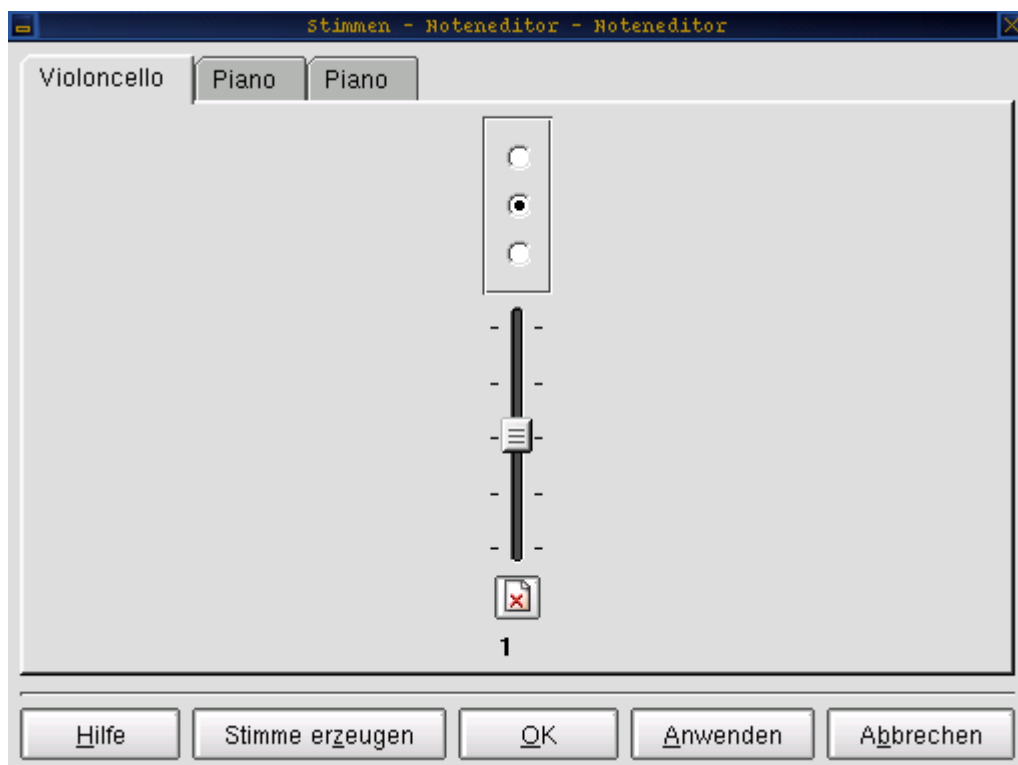 Stimmen - Noteneditor - Noteneditor
Violoncello Piano Piano
1
Hilfe Stimme erzeugen OK Anwenden Abbrechen